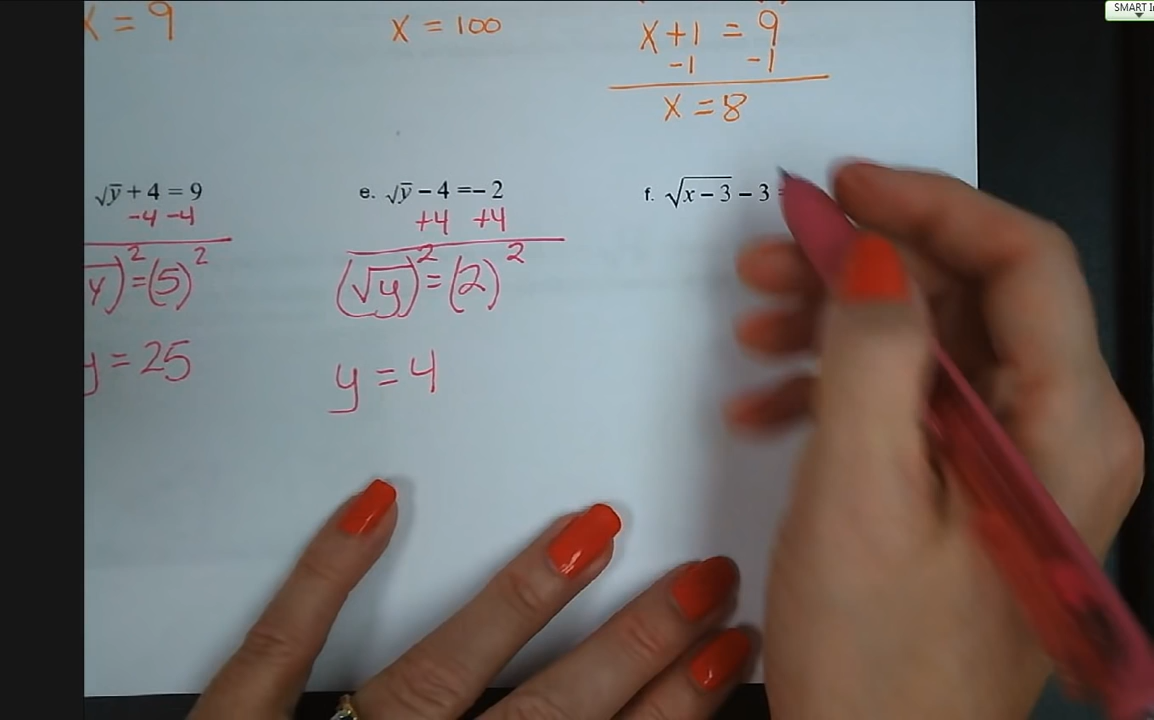 x = 9
x = 100
x+1 = 9
-1 -1
x = 8
√y + 4 = 9
-4 -4
y)² = (5)²
y = 25
e. √y − 4 = − 2
+4 +4
(√y)² = (2)²
y = 4
f. √x − 3 − 3
SMART